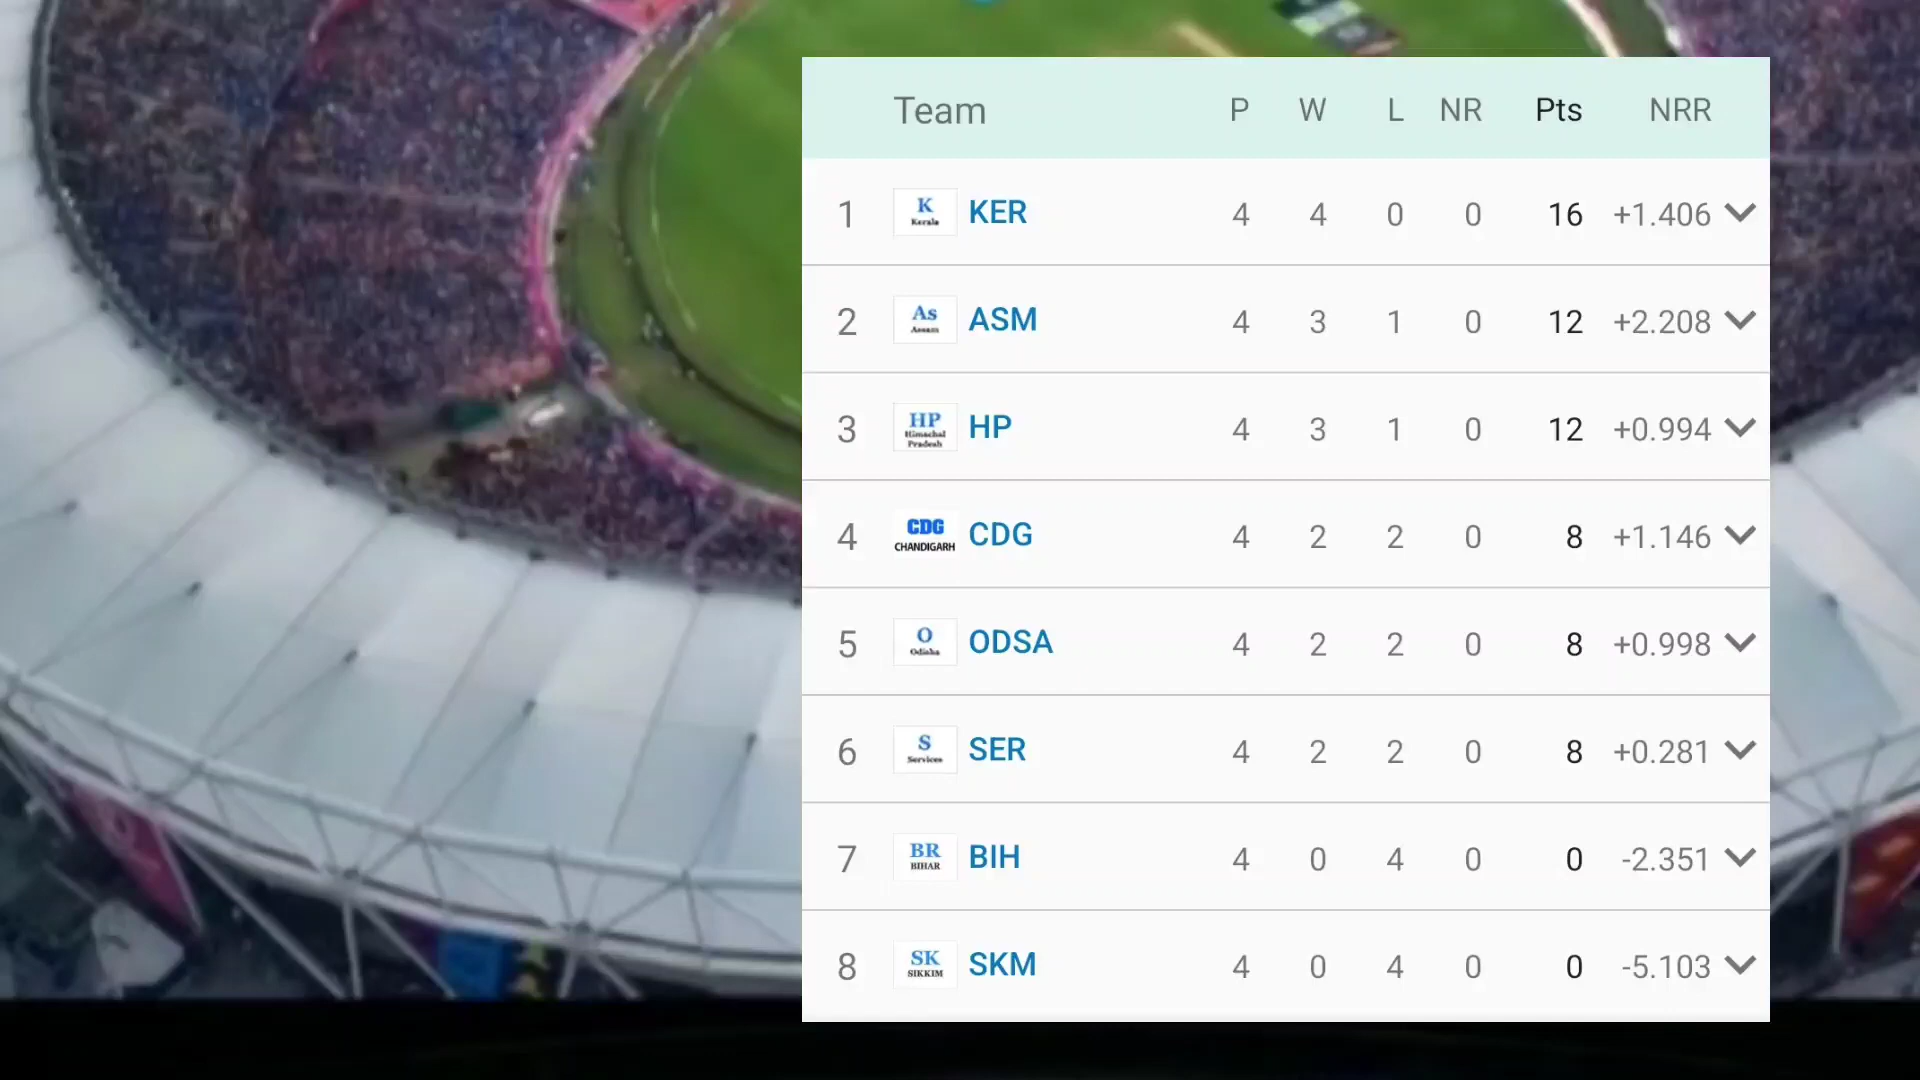 Team P W L NR Pts NRR
1 K Kerala KER 4 4 0 0 16 +1.406
2 As Assam ASM 4 3 1 0 12 +2.208
3 HP Himachal Pradesh HP 4 3 1 0 12 +0.994
4 CDG CHANDIGARH CDG 4 2 2 0 8 +1.146
5 O Odisha ODSA 4 2 2 0 8 +0.998
6 S Services SER 4 2 2 0 8 +0.281
7 BR BIHAR BIH 4 0 4 0 0 -2.351
8 SK SIKKIM SKM 4 0 4 0 0 -5.103